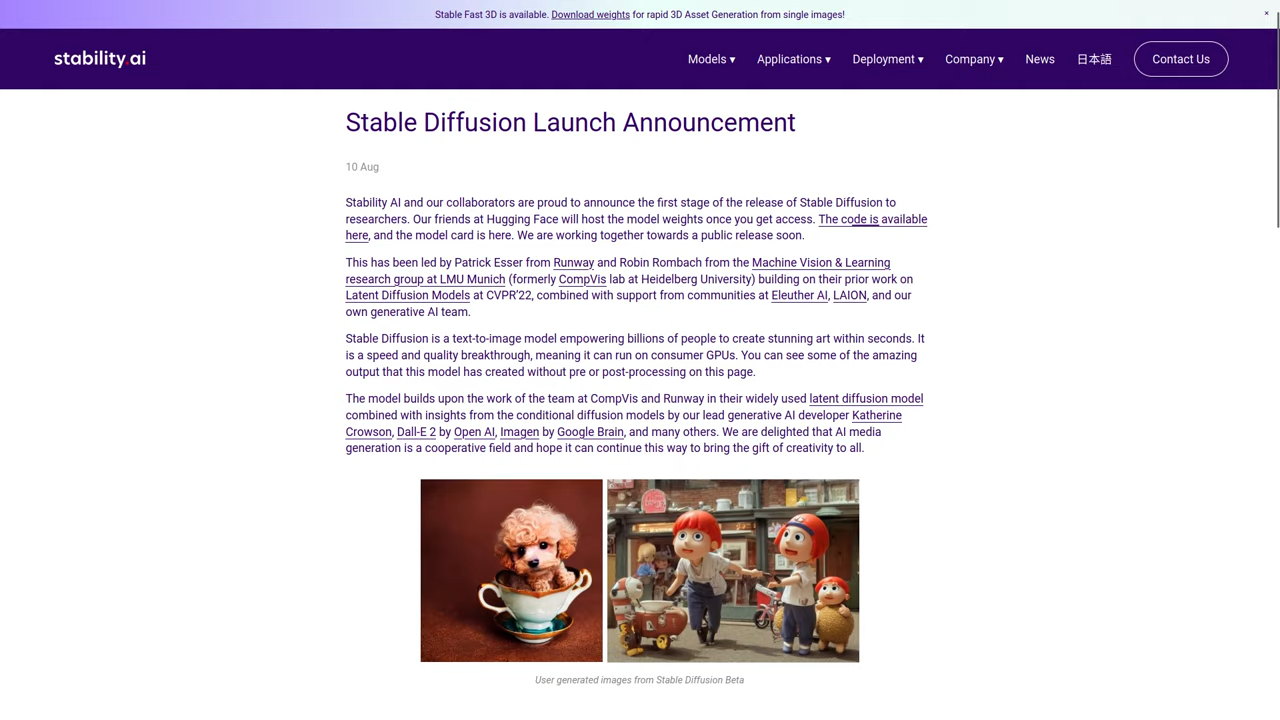 Stable Fast 3D is available. Download weights for rapid 3D Asset Generation from single images!
×
stability.ai
Models ▾
Applications ▾
Deployment ▾
Company ▾
News
日本語
Contact Us
Stable Diffusion Launch Announcement
10 Aug
Stability AI and our collaborators are proud to announce the first stage of the release of Stable Diffusion to
researchers. Our friends at Hugging Face will host the model weights once you get access. The code is available
here, and the model card is here. We are working together towards a public release soon.
This has been led by Patrick Esser from Runway and Robin Rombach from the Machine Vision & Learning
research group at LMU Munich (formerly CompVis lab at Heidelberg University) building on their prior work on
Latent Diffusion Models at CVPR’22, combined with support from communities at Eleuther AI, LAION, and our
own generative AI team.
Stable Diffusion is a text-to-image model empowering billions of people to create stunning art within seconds. It
is a speed and quality breakthrough, meaning it can run on consumer GPUs. You can see some of the amazing
output that this model has created without pre or post-processing on this page.
The model builds upon the work of the team at CompVis and Runway in their widely used latent diffusion model
combined with insights from the conditional diffusion models by our lead generative AI developer Katherine
Crowson, Dall-E 2 by Open AI, Imagen by Google Brain, and many others. We are delighted that AI media
generation is a cooperative field and hope it can continue this way to bring the gift of creativity to all.
User generated images from Stable Diffusion Beta